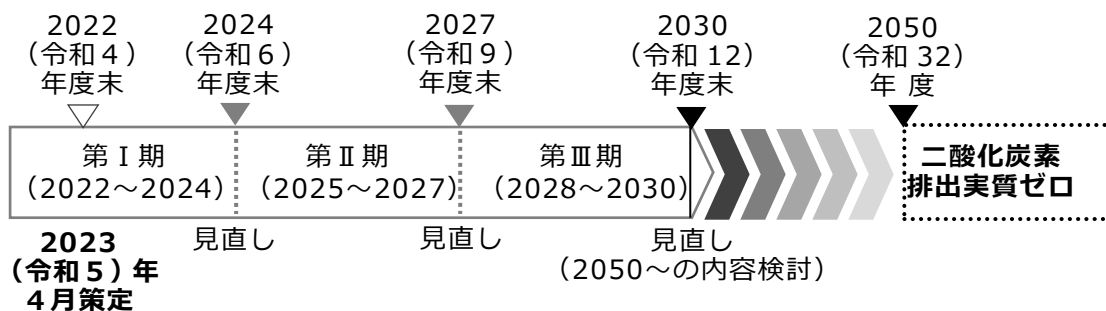 2022
（令和４）
年度末
2024
（令和６）
年度末
2027
（令和９）
年度末
2030
（令和 12）
年度末
2050
（令和 32）
年 度
第Ⅰ期
（2022～2024）
第Ⅱ期
（2025～2027）
第Ⅲ期
（2028～2030）
二酸化炭素
排出実質ゼロ
2023
（令和５）年
４月策定
見直し
見直し
見直し
（2050～の内容検討）